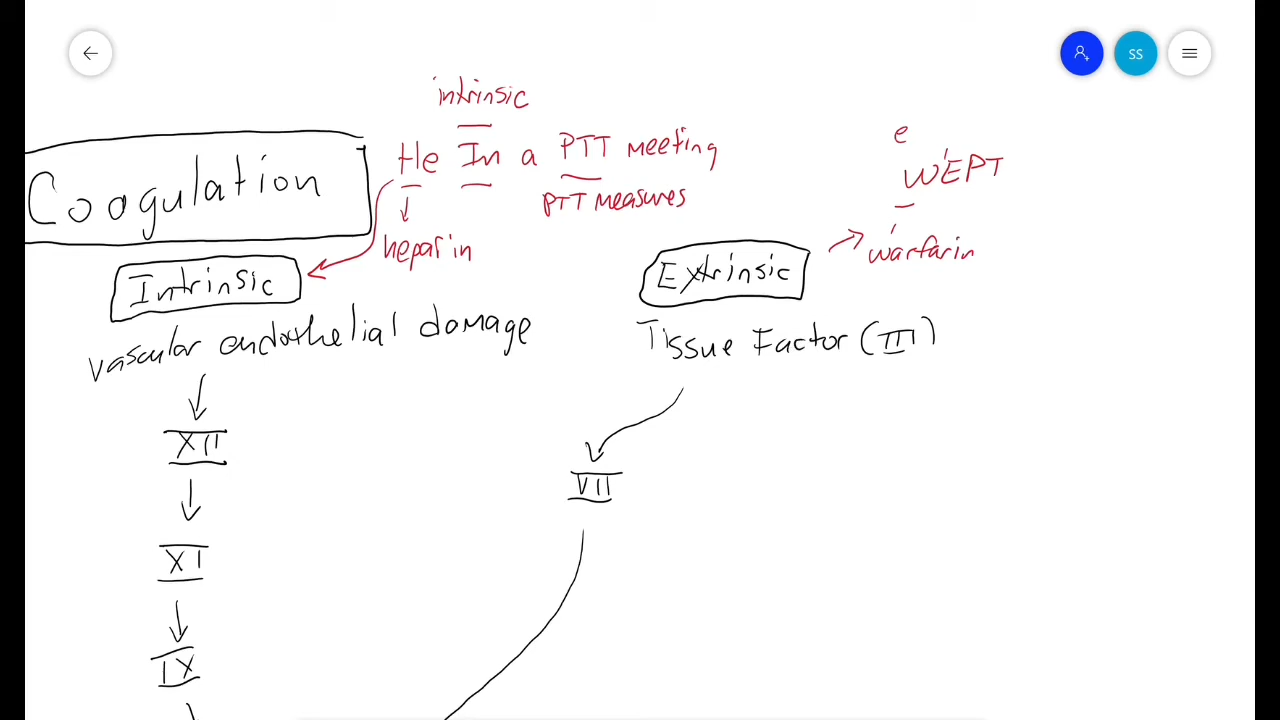 SS
intrinsic
He In a PTT meeting
PTT measures
heparin
e
WEPT
warfarin
Coagulation
Intrinsic
vascular endothelial damage
XII
XI
IX
Extrinsic
Tissue Factor (III)
VII